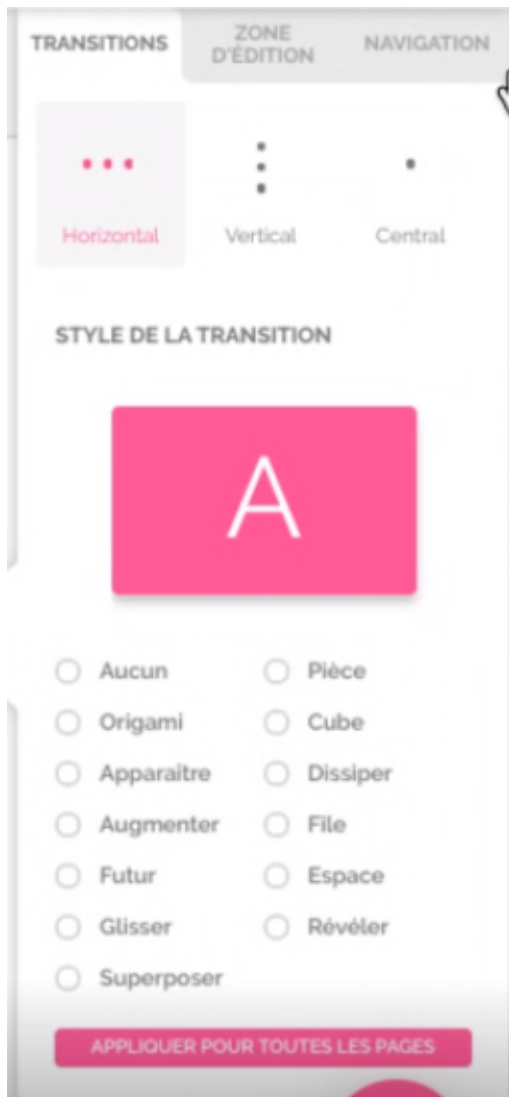 TRANSITIONS
ZONE
D'ÉDITION
NAVIGATION
Horizontal
Vertical
Central
STYLE DE LA TRANSITION
A
Aucun
Pièce
Origami
Cube
Apparaitre
Dissiper
Augmenter
File
Futur
Espace
Glisser
Révéler
Superposer
APPLIQUER POUR TOUTES LES PAGES